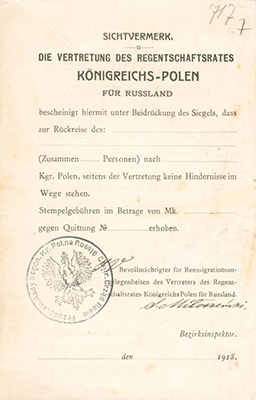 717
7
SICHTVERMERK.
DIE VERTRETUNG DES REGENTSCHAFTSRATES
KÖNIGREICHS-POLEN
FÜR RUSSLAND
bescheinigt hiermit unter Beidrückung des Siegels, dass
zur Rückreise des:
(Zusammen Personen) nach
Kgr. Polen, seitens der Vertretung keine Hindernisse im
Wege stehen.
Stempelgebühren im Betrage von Mk.
gegen Quittung № erhoben.
Bevollmächtigter für Reemigrationsan-
gelegenheiten des Vertreters des Regent-
schaftsrates-Königreichs Polen für Russland.
Bezirksinspektor.
den 1918.